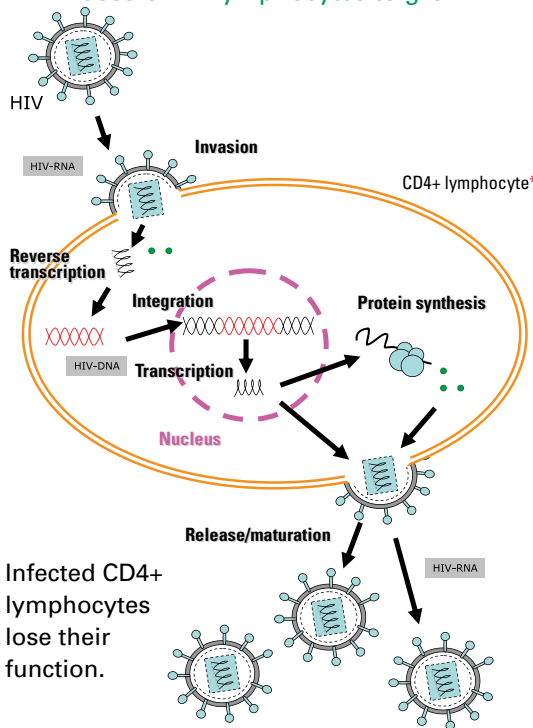 HIV
HIV-RNA
Invasion
CD4+ lymphocyte*
Reverse
transcription
Integration
Protein synthesis
HIV-DNA
Transcription
Nucleus
Release/maturation
HIV-RNA
Infected CD4+
lymphocytes
lose their
function.